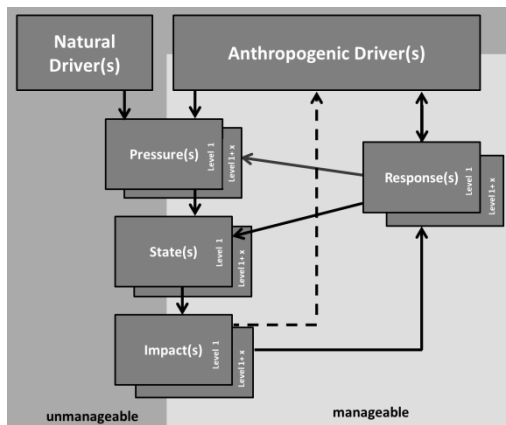 Natural
Driver(s)
Anthropogenic Driver(s)
Pressure(s)
Level 1
Level 1+ x
Response(s)
Level 1
Level 1+ x
State(s)
Level 1
Level 1+ x
Impact(s)
Level 1
Level 1+ x
unmanageable
manageable